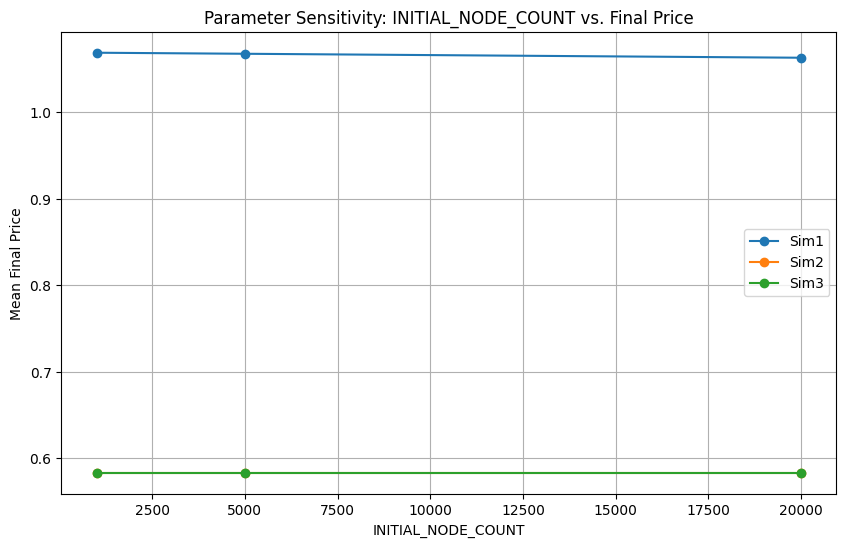 Parameter Sensitivity: INITIAL_NODE_COUNT vs. Final Price
1.0
0.9
0.8
0.7
0.6
Mean Final Price
Sim1
Sim2
Sim3
2500 5000 7500 10000 12500 15000 17500 20000
INITIAL_NODE_COUNT